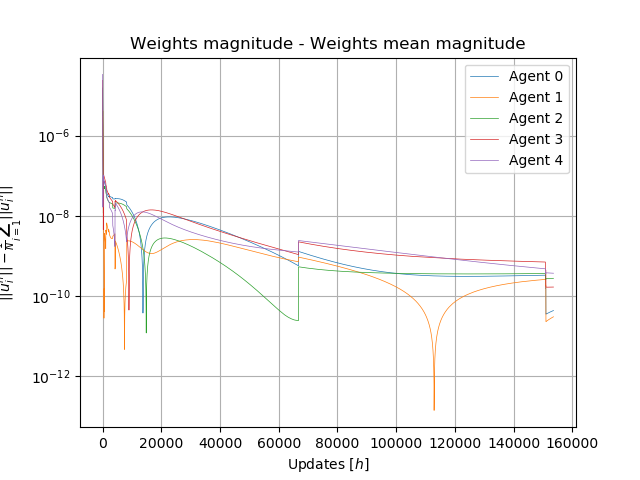 Weights magnitude - Weights mean magnitude
Agent 0
Agent 1
Agent 2
Agent 3
Agent 4
10⁻⁶
10⁻⁸
10⁻¹⁰
10⁻¹²
0 20000 40000 60000 80000 100000 120000 140000 160000
Updates [h]